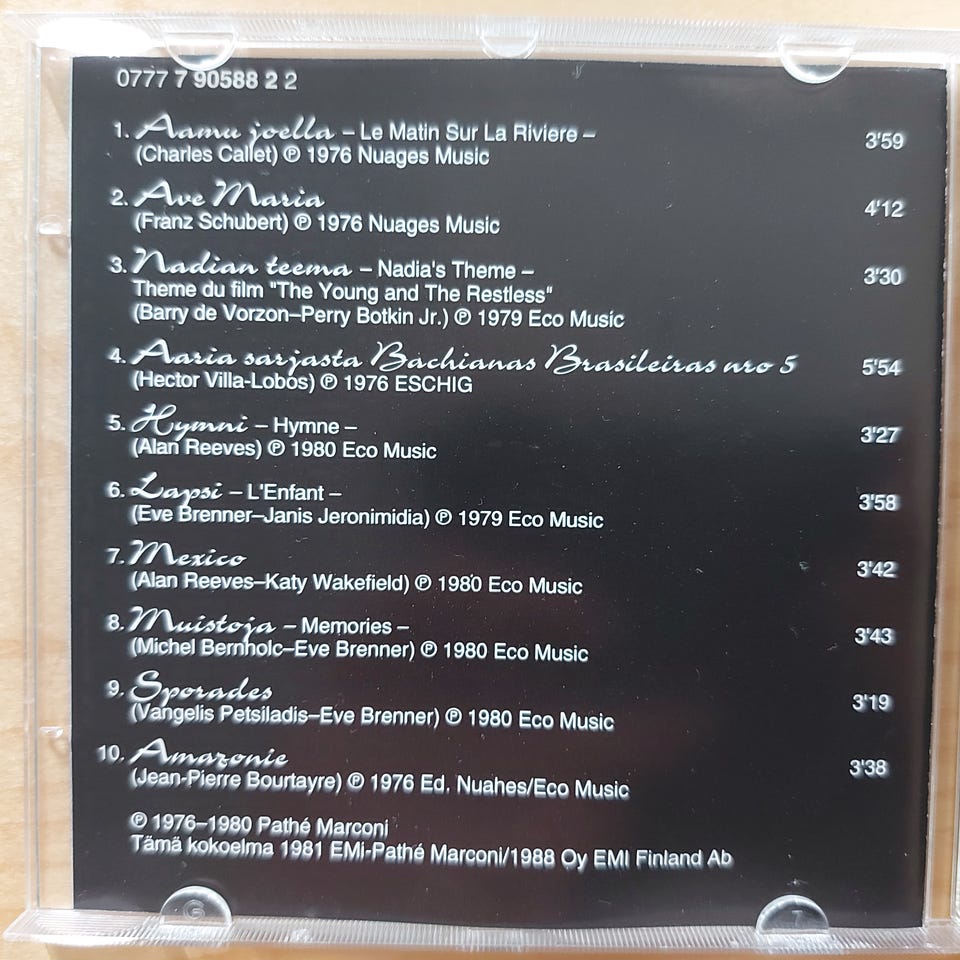 0777 7 90588 2 2
1. Aamu joella – Le Matin Sur La Riviere – 3'59
(Charles Callet) ℗ 1976 Nuages Music
2. Ave Maria 4'12
(Franz Schubert) ℗ 1976 Nuages Music
3. Nadian teema – Nadia's Theme – 3'30
Theme du film "The Young and The Restless"
(Barry de Vorzon–Perry Botkin Jr.) ℗ 1979 Eco Music
4. Aaria sarjasta Bachianas Brasileiras nro 5 5'54
(Hector Villa-Lobos) ℗ 1976 ESCHIG
5. Hymni – Hymne – 3'27
(Alan Reeves) ℗ 1980 Eco Music
6. Lapsi – L'Enfant – 3'58
(Eve Brenner–Janis Jeronimidia) ℗ 1979 Eco Music
7. Mexico 3'42
(Alan Reeves–Katy Wakefield) ℗ 1980 Eco Music
8. Muistoja – Memories – 3'43
(Michel Bernholc–Eve Brenner) ℗ 1980 Eco Music
9. Sporades 3'19
(Vangelis Petsiladis–Eve Brenner) ℗ 1980 Eco Music
10. Amazonie 3'38
(Jean-Pierre Bourtayre) ℗ 1976 Ed. Nuahes/Eco Music
℗ 1976–1980 Pathé Marconi
Tämä kokoelma 1981 EMi-Pathé Marconi/1988 Oy EMI Finland Ab